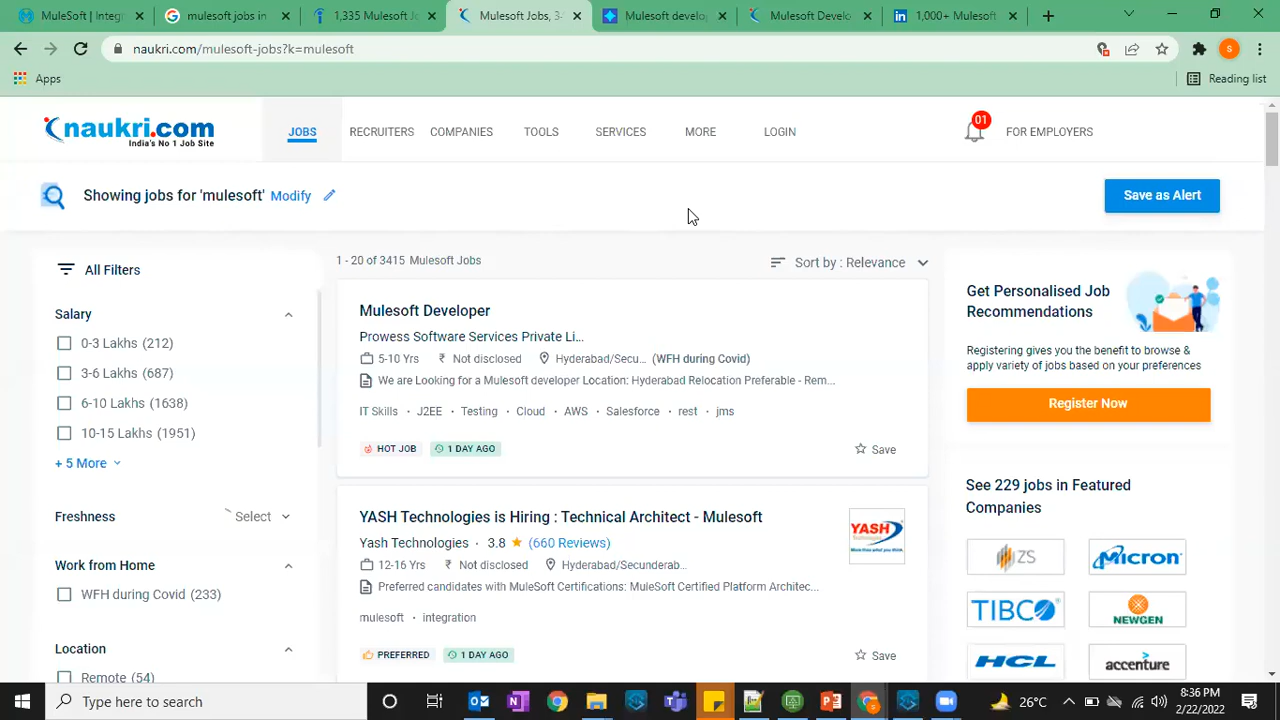 MuleSoft | Integr
mulesoft jobs in
1,335 Mulesoft Jo
Mulesoft Jobs, 34
Mulesoft develop
Mulesoft Develo
1,000+ Mulesoft
naukri.com/mulesoft-jobs?k=mulesoft
S
Apps
Reading list
naukri.com
India's No 1 Job Site
JOBS RECRUITERS COMPANIES TOOLS SERVICES MORE LOGIN 01 FOR EMPLOYERS
Showing jobs for 'mulesoft' Modify
Save as Alert
All Filters
Salary
0-3 Lakhs (212)
3-6 Lakhs (687)
6-10 Lakhs (1638)
10-15 Lakhs (1951)
+ 5 More
Freshness Select
Work from Home
WFH during Covid (233)
Location
Remote (54)
1 - 20 of 3415 Mulesoft Jobs
Sort by : Relevance
Mulesoft Developer
Prowess Software Services Private Li...
5-10 Yrs ₹ Not disclosed Hyderabad/Secu... (WFH during Covid)
We are Looking for a Mulesoft developer Location: Hyderabad Relocation Preferable - Rem...
IT Skills · J2EE · Testing · Cloud · AWS · Salesforce · rest · jms
HOT JOB 1 DAY AGO Save
YASH Technologies is Hiring : Technical Architect - Mulesoft
Yash Technologies · 3.8 (660 Reviews)
YASH
Technologies
12-16 Yrs ₹ Not disclosed Hyderabad/Secunderab...
Preferred candidates with MuleSoft Certifications: MuleSoft Certified Platform Architec...
mulesoft · integration
PREFERRED 1 DAY AGO Save
Get Personalised Job
Recommendations
Registering gives you the benefit to browse &
apply variety of jobs based on your preferences
Register Now
See 229 jobs in Featured
Companies
ZS
Micron
TIBCO
NEWGEN
HCL
accenture
Type here to search
26°C
8:36 PM
2/22/2022